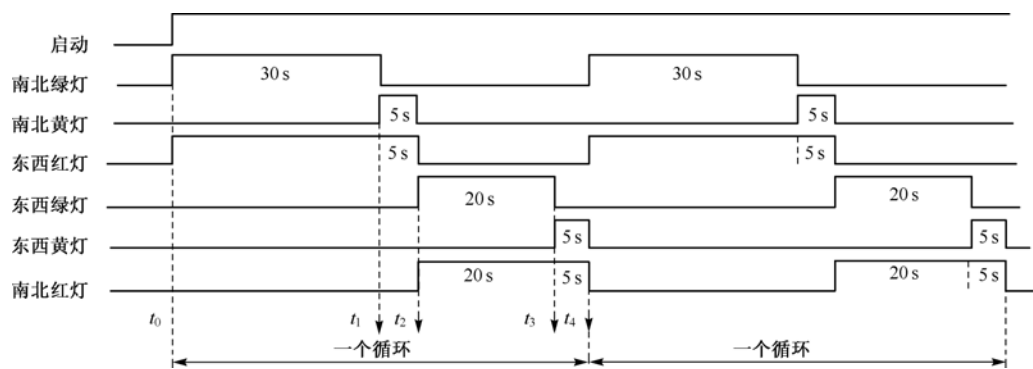 启动
南北绿灯 30 s 30 s
南北黄灯 5 s 5 s
东西红灯 5 s 5 s
东西绿灯 20 s 20 s
东西黄灯 5 s 5 s
南北红灯 20 s 5 s 20 s 5 s
t0 t1 t2 t3 t4
一个循环 一个循环